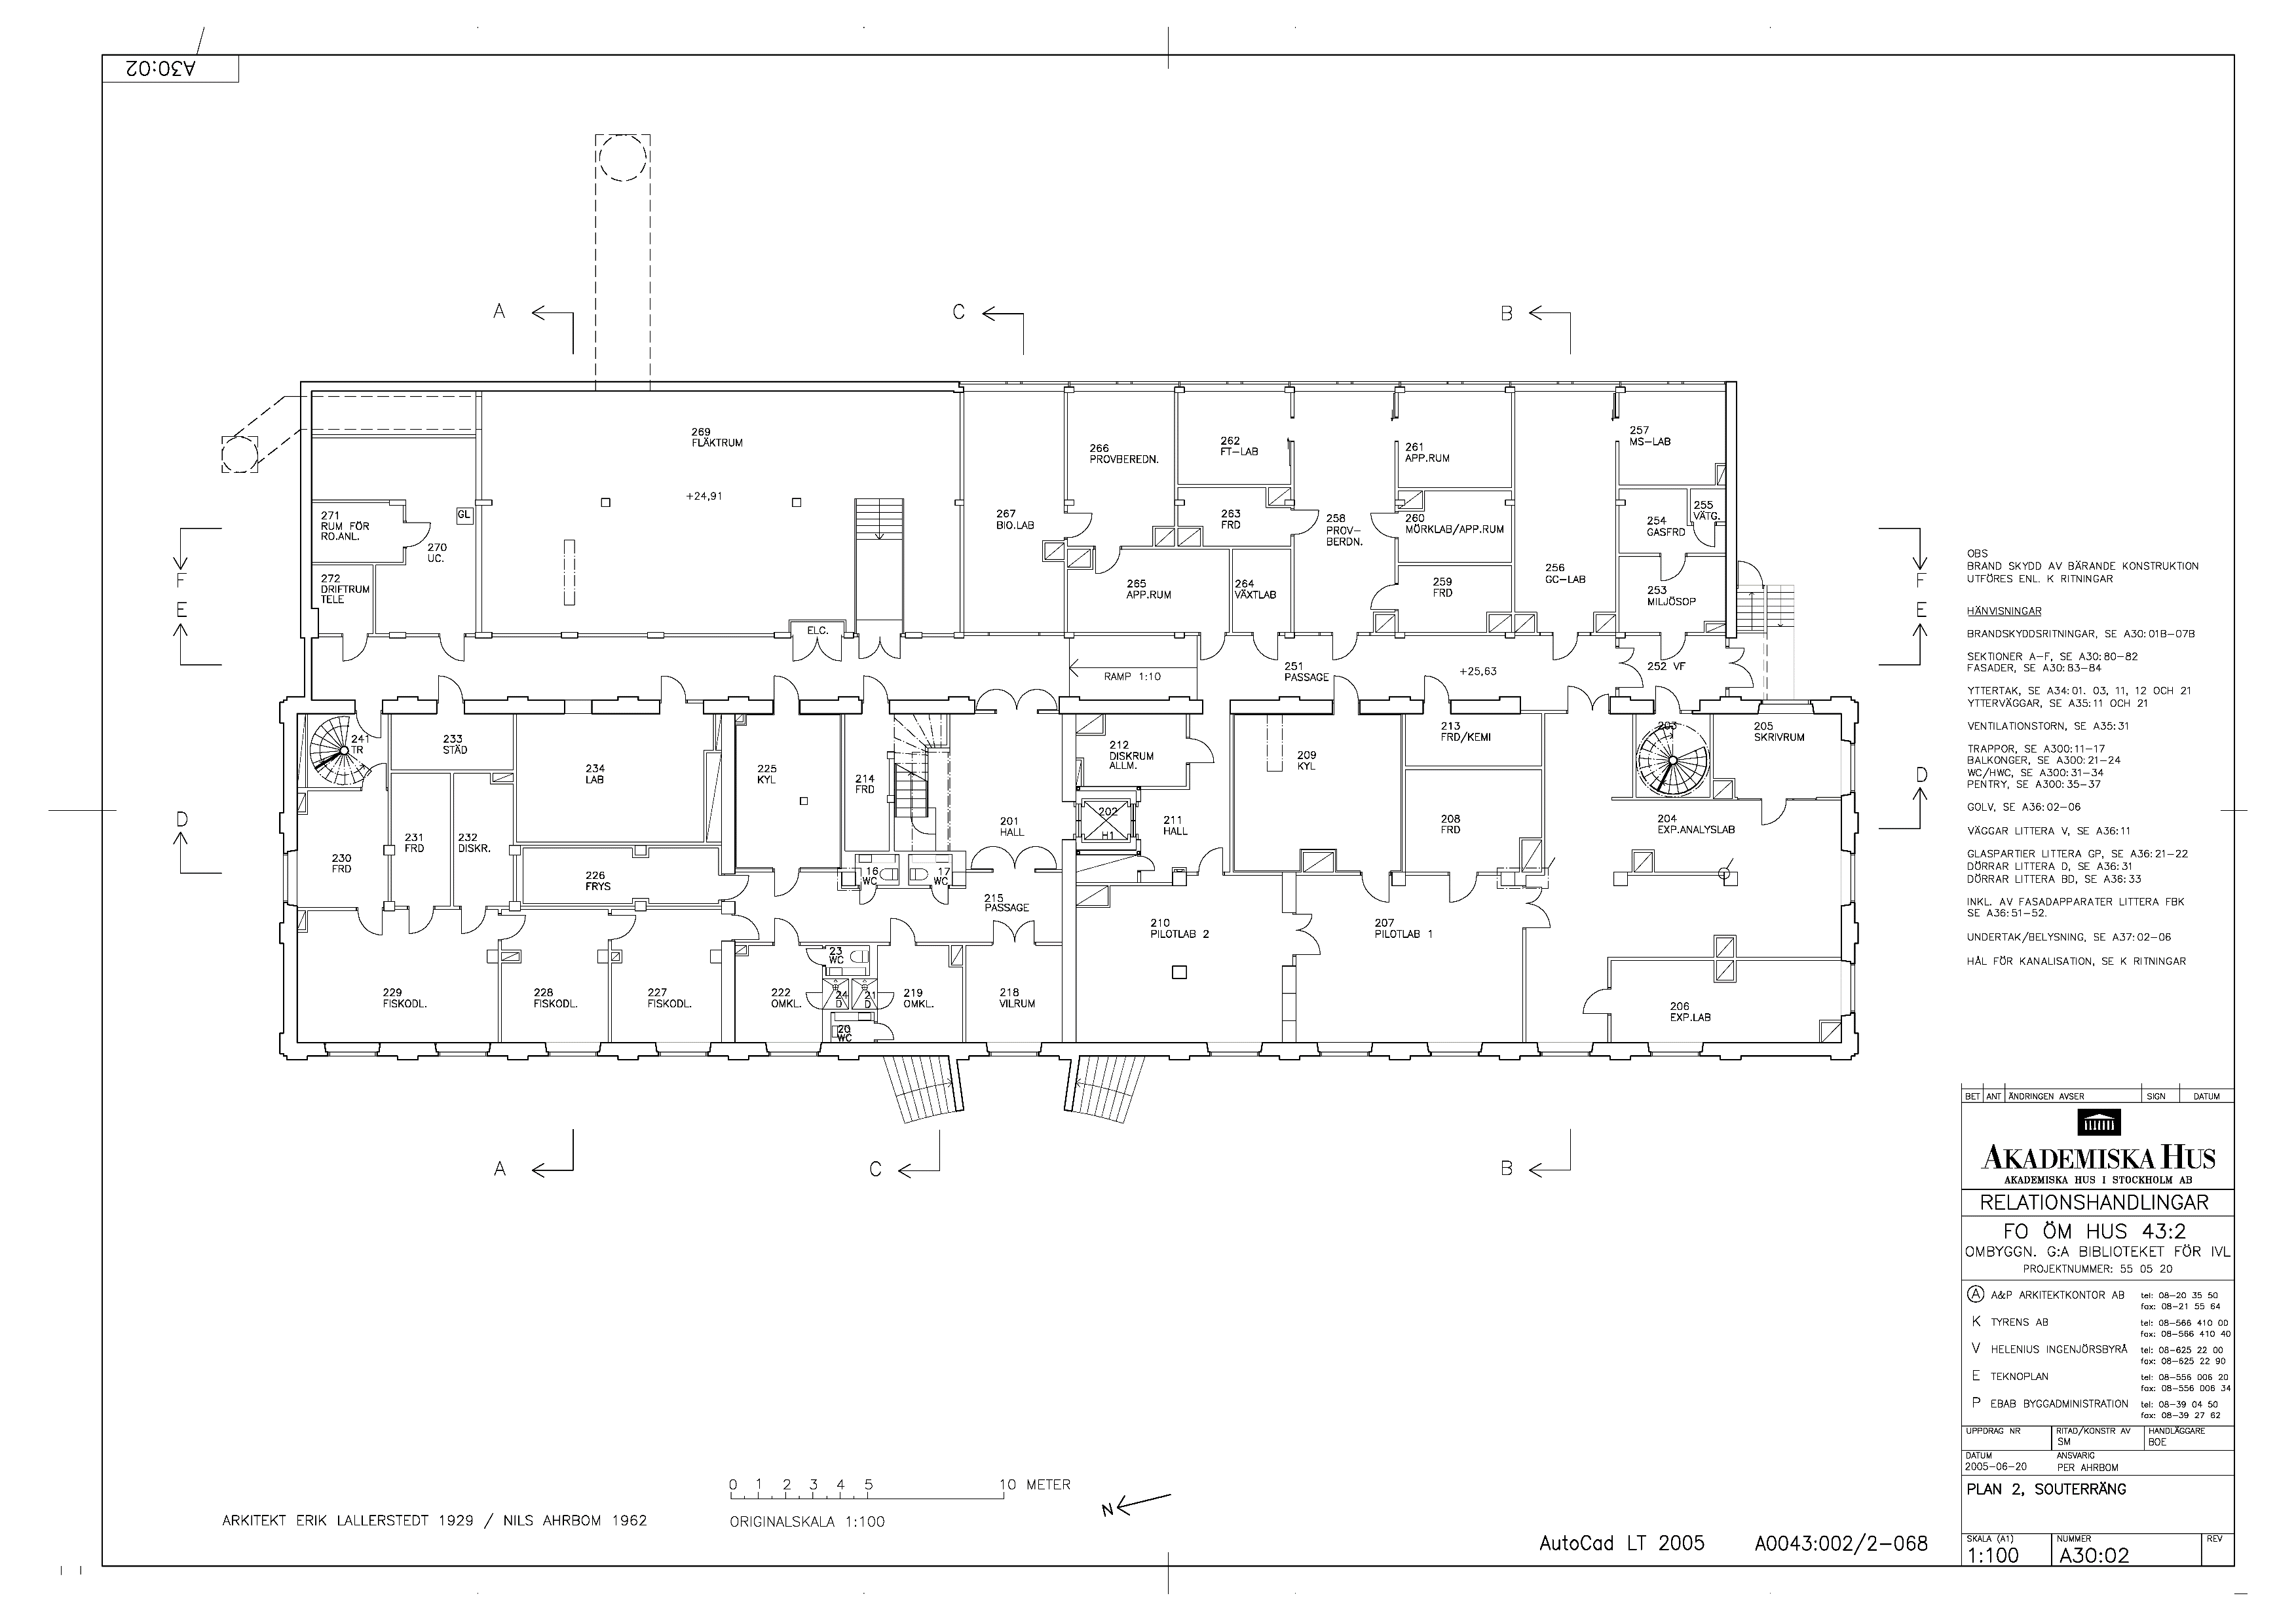 A30:02
A
C
B
269
FLÄKTRUM
+24,91
271
RUM FÖR
RO.ANL.
GL
270
UC.
272
DRIFTRUM
TELE
ELC.
267
BIO.LAB
266
PROVBEREDN.
262
FT-LAB
263
FRD
265
APP.RUM
264
VÄXTLAB
258
PROV-
BERDN.
261
APP.RUM
260
MÖRKLAB/APP.RUM
259
FRD
256
GC-LAB
257
MS-LAB
255
VÄTG.
254
GASFRD
253
MILJÖSOP
F
E
F
E
RAMP 1:10
251
PASSAGE
+25,63
252 VF
241
TR
233
STÄD
234
LAB
225
KYL
214
FRD
201
HALL
212
DISKRUM
ALLM.
202
H1
211
HALL
209
KYL
213
FRD/KEMI
208
FRD
203
205
SKRIVRUM
204
EXP.ANALYSLAB
D
D
230
FRD
231
FRD
232
DISKR.
226
FRYS
16
WC
17
WC
215
PASSAGE
229
FISKODL.
228
FISKODL.
227
FISKODL.
222
OMKL.
23
WC
24
D
21
D
20
WC
219
OMKL.
218
VILRUM
210
PILOTLAB 2
207
PILOTLAB 1
206
EXP.LAB
A
C
B
OBS
BRAND SKYDD AV BÄRANDE KONSTRUKTION
UTFÖRES ENL. K RITNINGAR
HÄNVISNINGAR
BRANDSKYDDSRITNINGAR, SE A30:01B-07B
SEKTIONER A-F, SE A30:80-82
FASADER, SE A30:83-84
YTTERTAK, SE A34:01. 03, 11, 12 OCH 21
YTTERVÄGGAR, SE A35:11 OCH 21
VENTILATIONSTORN, SE A35:31
TRAPPOR, SE A300:11-17
BALKONGER, SE A300:21-24
WC/HWC, SE A300:31-34
PENTRY, SE A300:35-37
GOLV, SE A36:02-06
VÄGGAR LITTERA V, SE A36:11
GLASPARTIER LITTERA GP, SE A36:21-22
DÖRRAR LITTERA D, SE A36:31
DÖRRAR LITTERA BD, SE A36:33
INKL. AV FASADAPPARATER LITTERA FBK
SE A36:51-52.
UNDERTAK/BELYSNING, SE A37:02-06
HÅL FÖR KANALISATION, SE K RITNINGAR
BET ANT ÄNDRINGEN AVSER SIGN DATUM
AKADEMISKA HUS
AKADEMISKA HUS I STOCKHOLM AB
RELATIONSHANDLINGAR
FO ÖM HUS 43:2
OMBYGGN. G:A BIBLIOTEKET FÖR IVL
PROJEKTNUMMER: 55 05 20
A A&P ARKITEKTKONTOR AB tel: 08-20 35 50
fax: 08-21 55 64
K TYRENS AB tel: 08-566 410 00
fax: 08-566 410 40
V HELENIUS INGENJÖRSBYRÅ tel: 08-625 22 00
fax: 08-625 22 90
E TEKNOPLAN tel: 08-556 006 20
fax: 08-556 006 34
P EBAB BYGGADMINISTRATION tel: 08-39 04 50
fax: 08-39 27 62
UPPDRAG NR RITAD/KONSTR AV HANDLÄGGARE
SM BOE
DATUM ANSVARIG
2005-06-20 PER AHRBOM
PLAN 2, SOUTERRÄNG
SKALA (A1) NUMMER REV
1:100 A30:02
0 1 2 3 4 5 10 METER
ORIGINALSKALA 1:100
N
ARKITEKT ERIK LALLERSTEDT 1929 / NILS AHRBOM 1962
AutoCad LT 2005 A0043:002/2-068